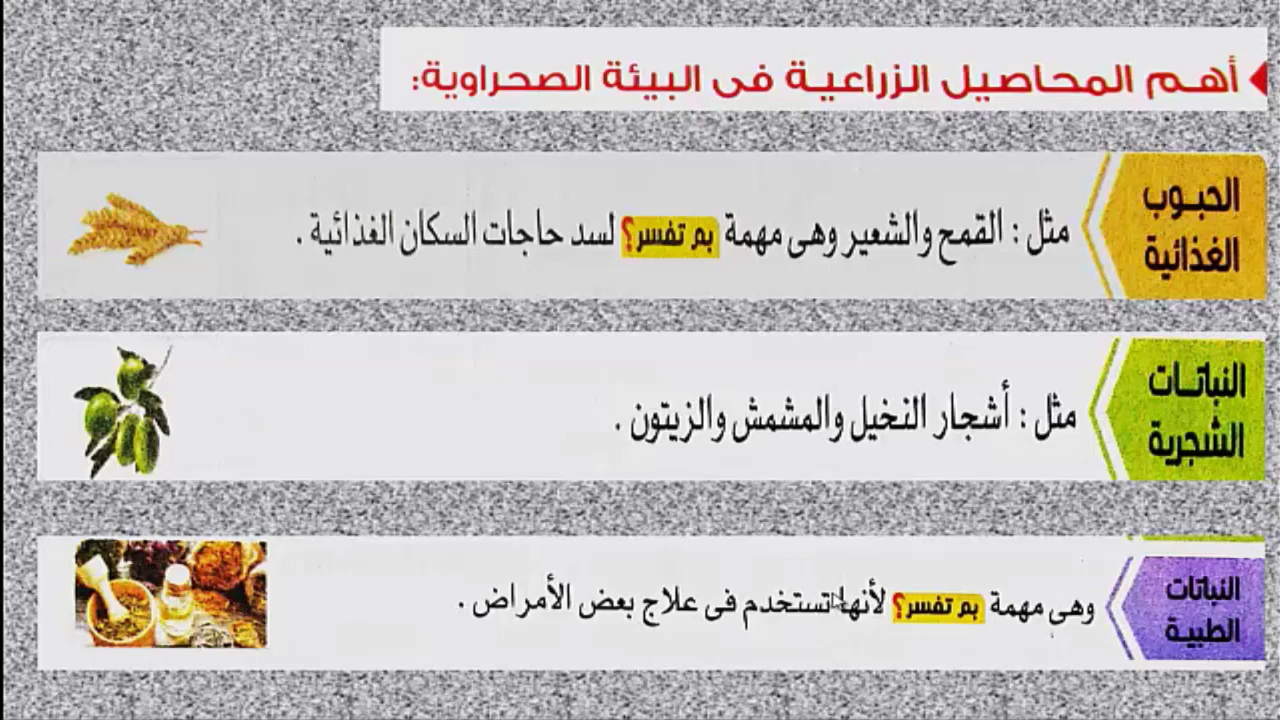 أهم المحاصيل الزراعية فى البيئة الصحراوية:
الحبوب
الغذائية
مثل : القمح والشعير وهى مهمة بم تفسر؟ لسد حاجات السكان الغذائية .
النباتات
الشجرية
مثل : أشجار النخيل والمشمش والزيتون .
النباتات
الطبية
وهى مهمة بم تفسر؟ لأنها تستخدم فى علاج بعض الأمراض .